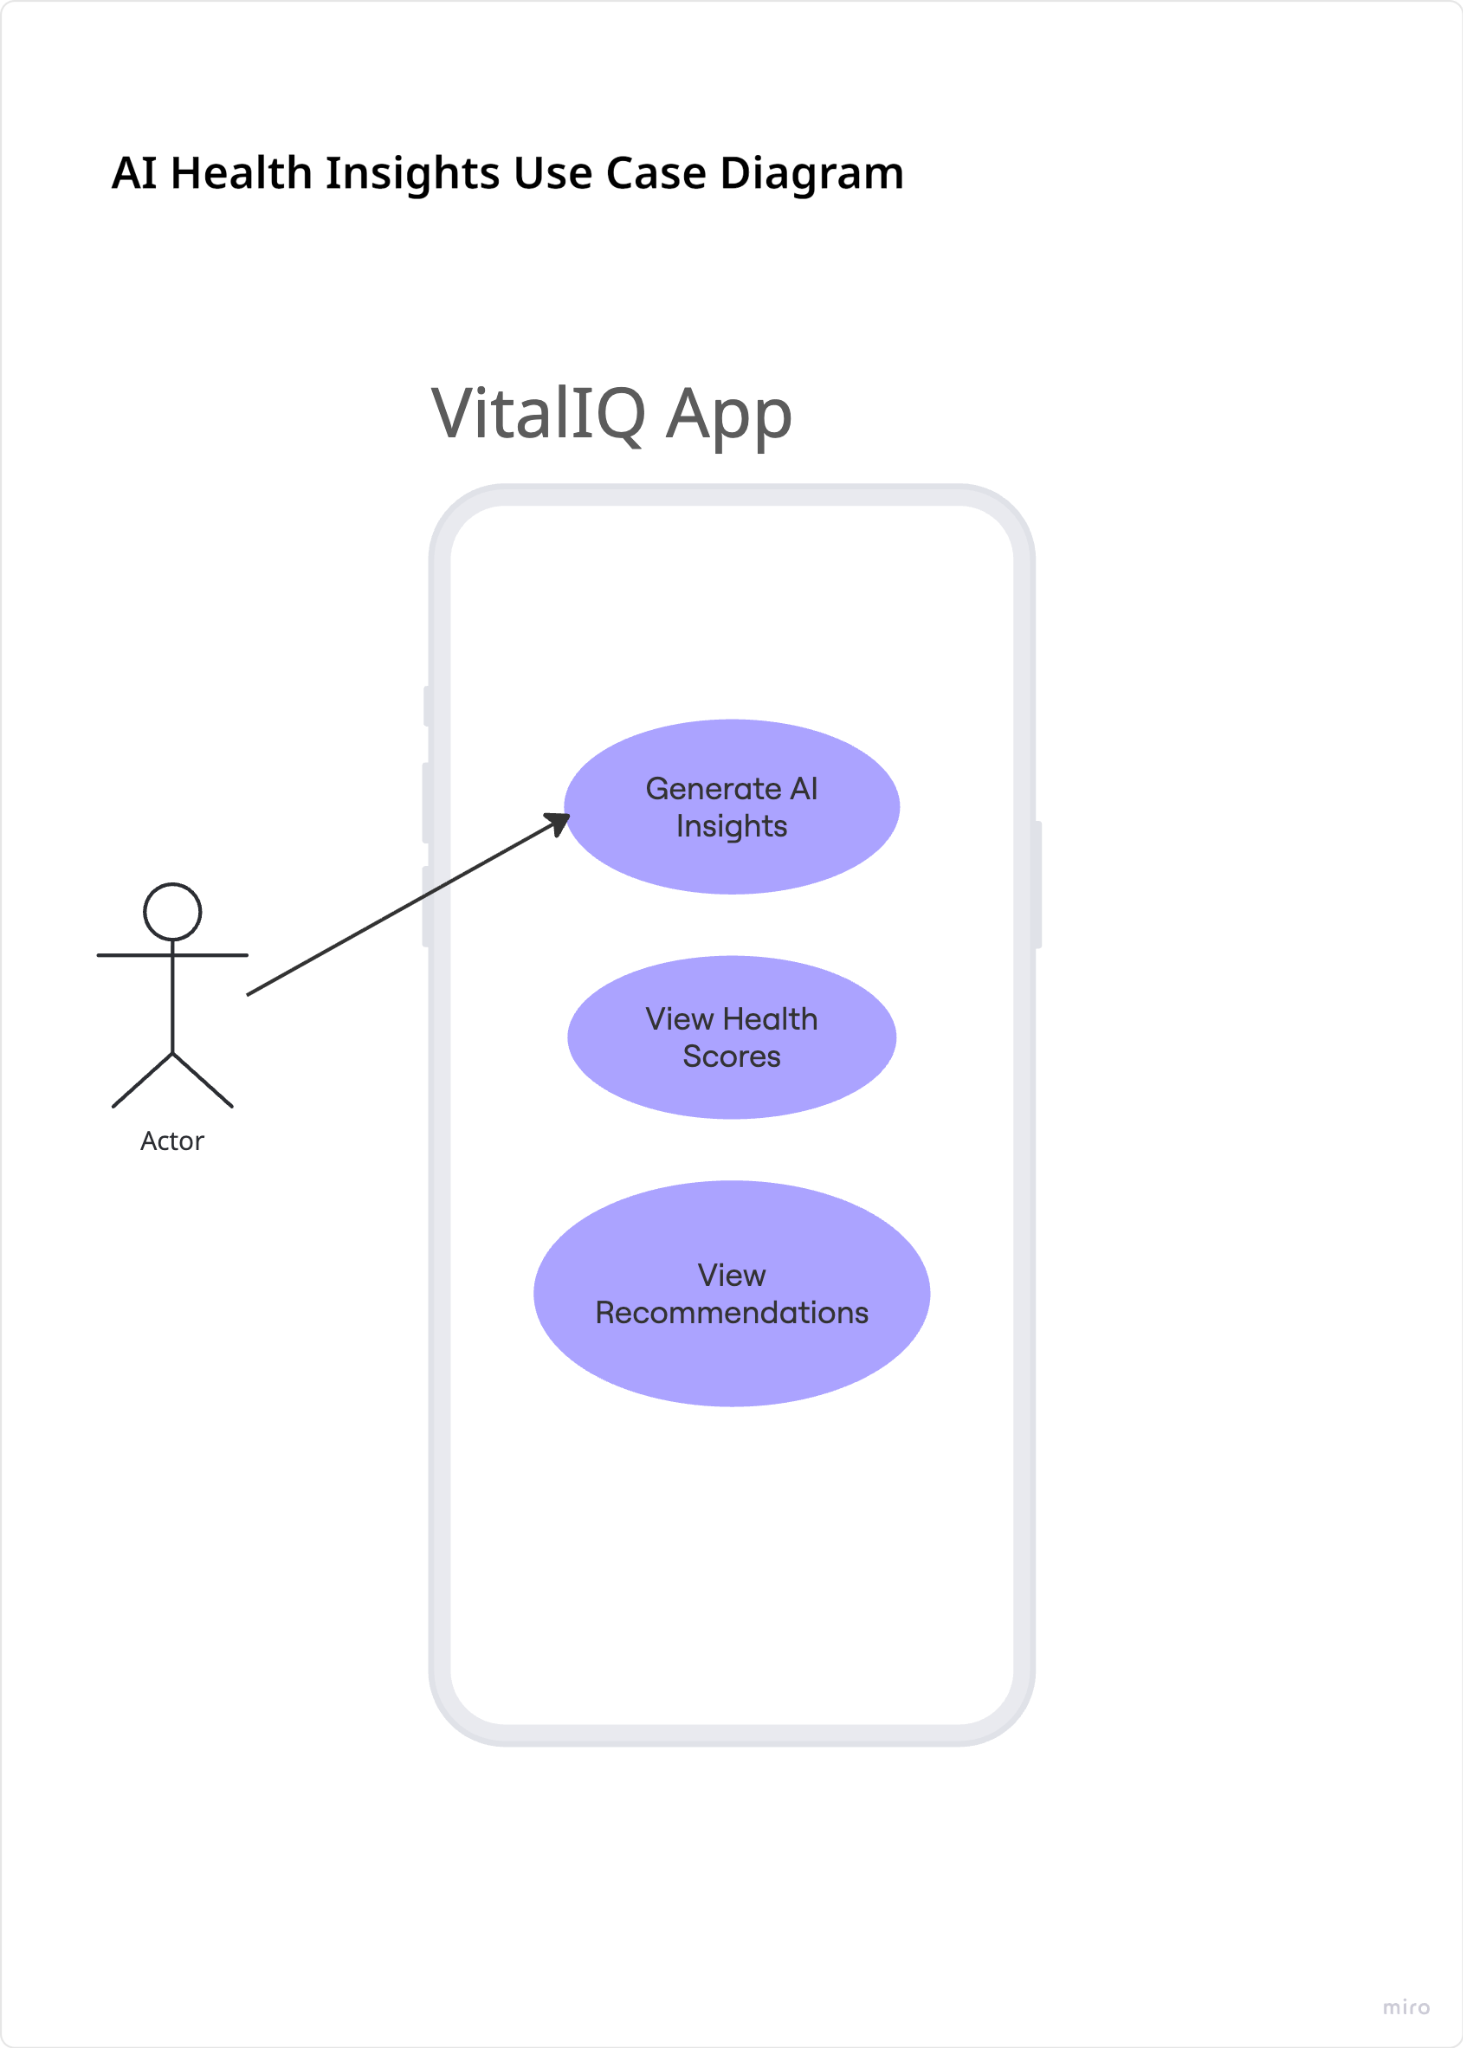 AI Health Insights Use Case Diagram
VitalIQ App
Generate AI
Insights
View Health
Scores
Actor
View
Recommendations
miro